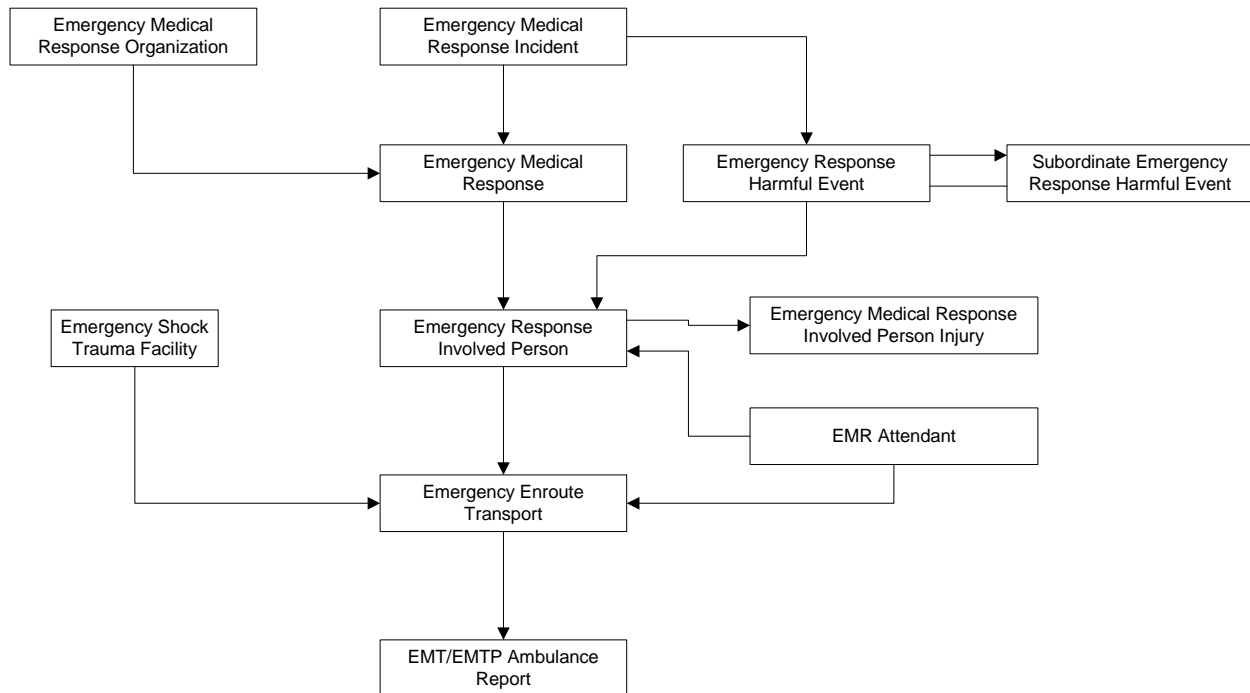 Emergency Medical
Response Organization
Emergency Medical
Response Incident
Emergency Medical
Response
Emergency Response
Harmful Event
Subordinate Emergency
Response Harmful Event
Emergency Shock
Trauma Facility
Emergency Response
Involved Person
Emergency Medical Response
Involved Person Injury
EMR Attendant
Emergency Enroute
Transport
EMT/EMTP Ambulance
Report